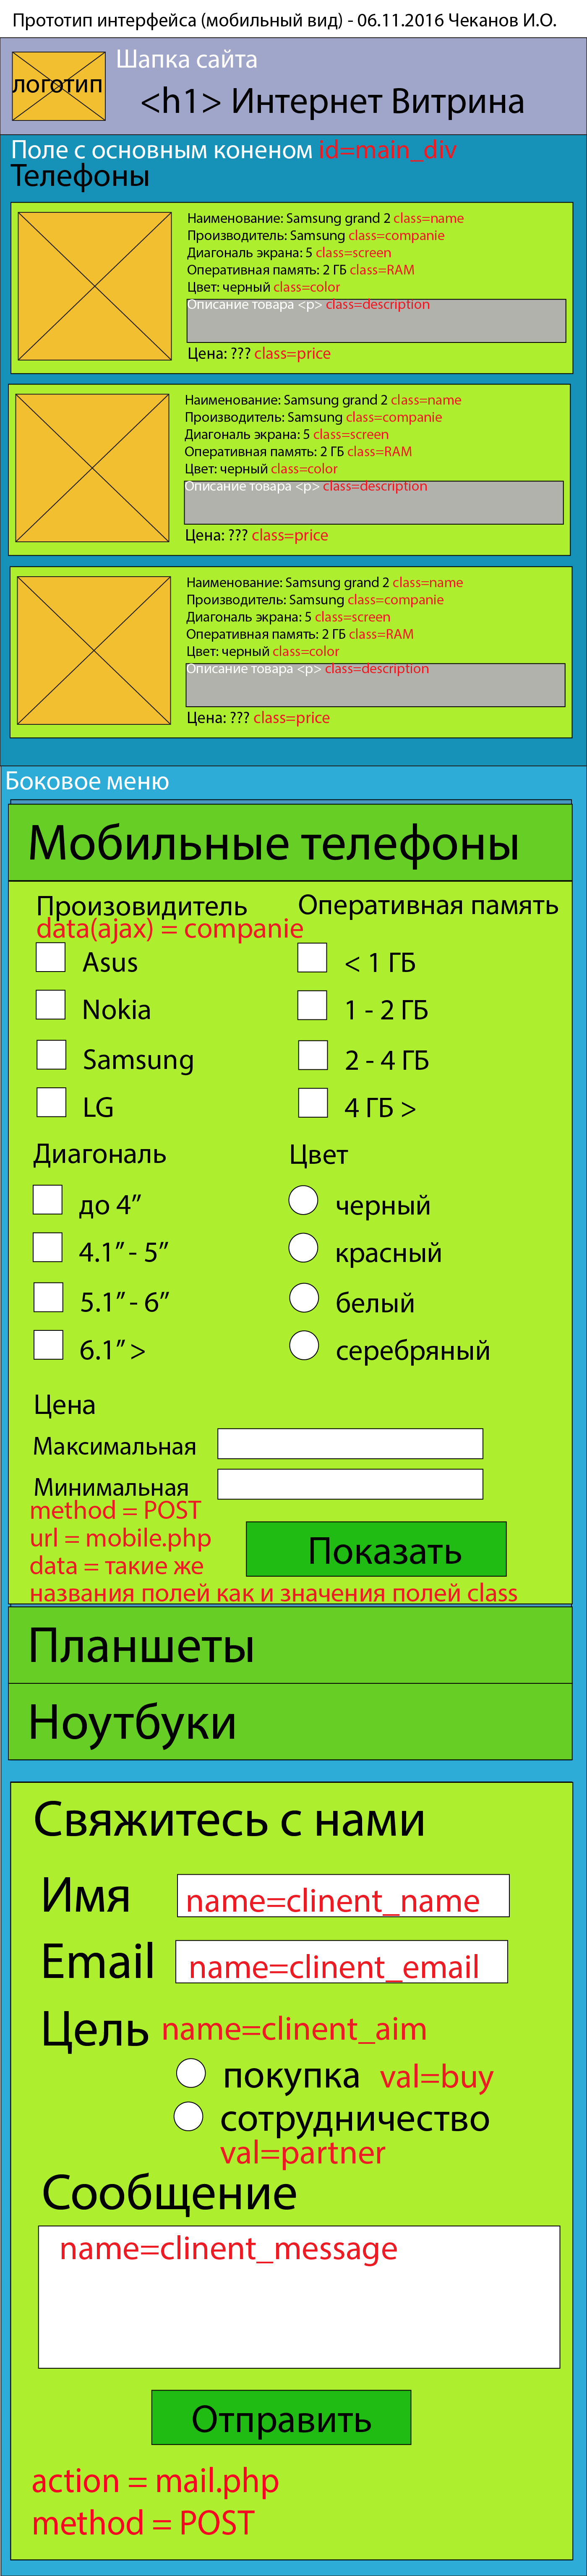 Прототип интерфейса (мобильный вид) - 06.11.2016 Чеканов И.О.
Шапка сайта
логотип
<h1> Интернет Витрина
Поле с основным коненом id=main_div
Телефоны
Наименование: Samsung grand 2 class=name
Производитель: Samsung class=companie
Диагональ экрана: 5 class=screen
Оперативная память: 2 ГБ class=RAM
Цвет: черный class=color
Описание товара <p> class=description
Цена: ??? class=price
Наименование: Samsung grand 2 class=name
Производитель: Samsung class=companie
Диагональ экрана: 5 class=screen
Оперативная память: 2 ГБ class=RAM
Цвет: черный class=color
Описание товара <p> class=description
Цена: ??? class=price
Наименование: Samsung grand 2 class=name
Производитель: Samsung class=companie
Диагональ экрана: 5 class=screen
Оперативная память: 2 ГБ class=RAM
Цвет: черный class=color
Описание товара <p> class=description
Цена: ??? class=price
Боковое меню
Мобильные телефоны
Произовидитель
data(ajax) = companie
Asus
Nokia
Samsung
LG
Оперативная память
< 1 ГБ
1 - 2 ГБ
2 - 4 ГБ
4 ГБ >
Диагональ
до 4”
4.1” - 5”
5.1” - 6”
6.1” >
Цвет
черный
красный
белый
серебряный
Цена
Максимальная
Минимальная
method = POST
url = mobile.php
data = такие же
названия полей как и значения полей class
Показать
Планшеты
Ноутбуки
Свяжитесь с нами
Имя name=clinent_name
Email name=clinent_email
Цель name=clinent_aim
покупка val=buy
сотрудничество
val=partner
Сообщение
name=clinent_message
Отправить
action = mail.php
method = POST